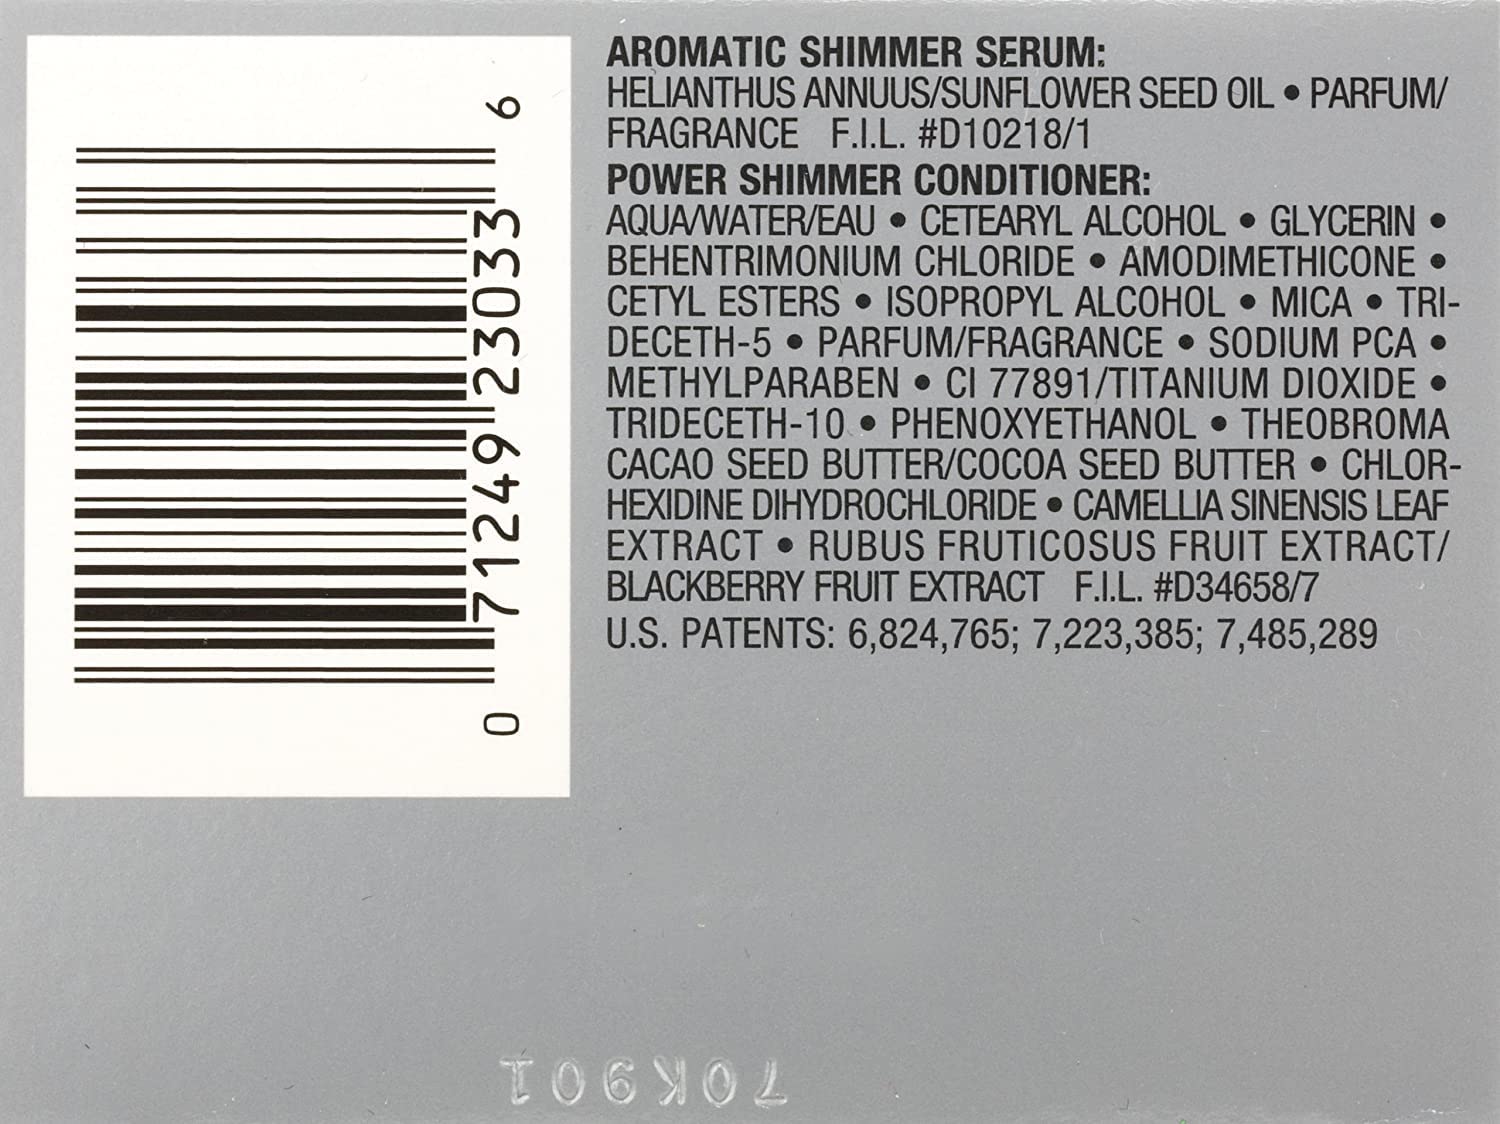 0 71249 23033 6
AROMATIC SHIMMER SERUM:
HELIANTHUS ANNUUS/SUNFLOWER SEED OIL • PARFUM/
FRAGRANCE F.I.L. #D10218/1
POWER SHIMMER CONDITIONER:
AQUA/WATER/EAU • CETEARYL ALCOHOL • GLYCERIN •
BEHENTRIMONIUM CHLORIDE • AMODIMETHICONE •
CETYL ESTERS • ISOPROPYL ALCOHOL • MICA • TRI-
DECETH-5 • PARFUM/FRAGRANCE • SODIUM PCA •
METHYLPARABEN • CI 77891/TITANIUM DIOXIDE •
TRIDECETH-10 • PHENOXYETHANOL • THEOBROMA
CACAO SEED BUTTER/COCOA SEED BUTTER • CHLOR-
HEXIDINE DIHYDROCHLORIDE • CAMELLIA SINENSIS LEAF
EXTRACT • RUBUS FRUTICOSUS FRUIT EXTRACT/
BLACKBERRY FRUIT EXTRACT F.I.L. #D34658/7
U.S. PATENTS: 6,824,765; 7,223,385; 7,485,289
70K901